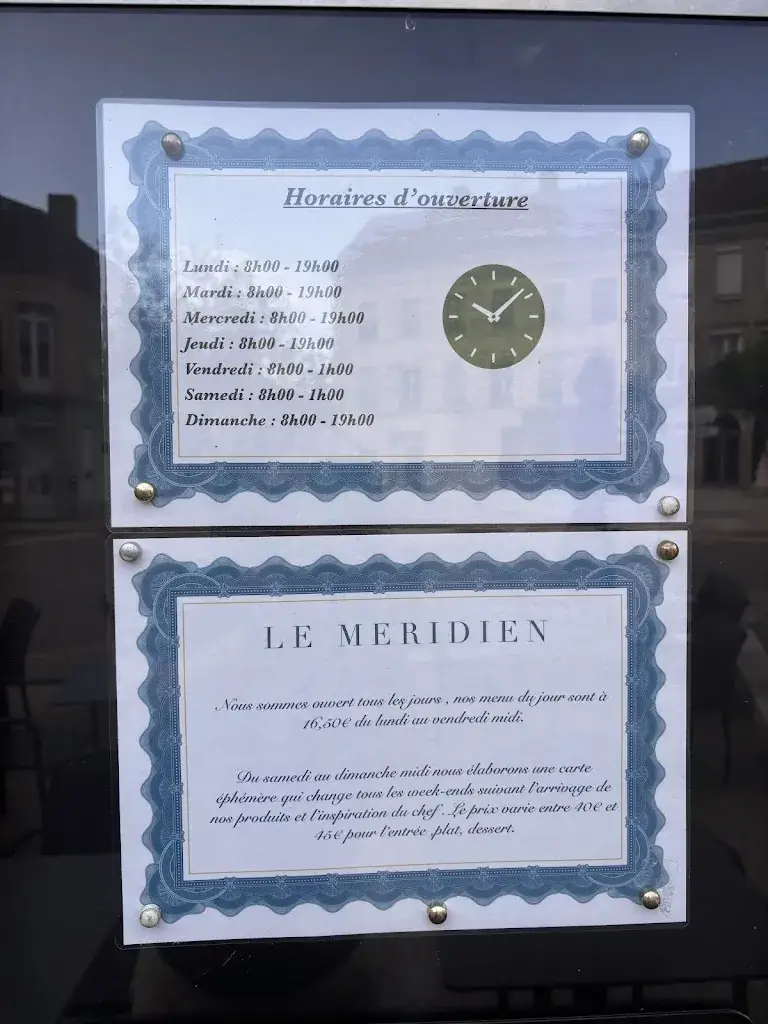 Horaires d'ouverture
Lundi : 8h00 - 19h00
Mardi : 8h00 - 19h00
Mercredi : 8h00 - 19h00
Jeudi : 8h00 - 19h00
Vendredi : 8h00 - 1h00
Samedi : 8h00 - 1h00
Dimanche : 8h00 - 19h00
LE MERIDIEN
Nous sommes ouvert tous les jours , nos menu du jour sont à
16,50€ du lundi au vendredi midi.
Du samedi au dimanche midi nous élaborons une carte
éphémère qui change tous les week-ends suivant l'arrivage de
nos produits et l'inspiration du chef . Le prix varie entre 40€ et
45€ pour l'entrée ,plat, dessert.